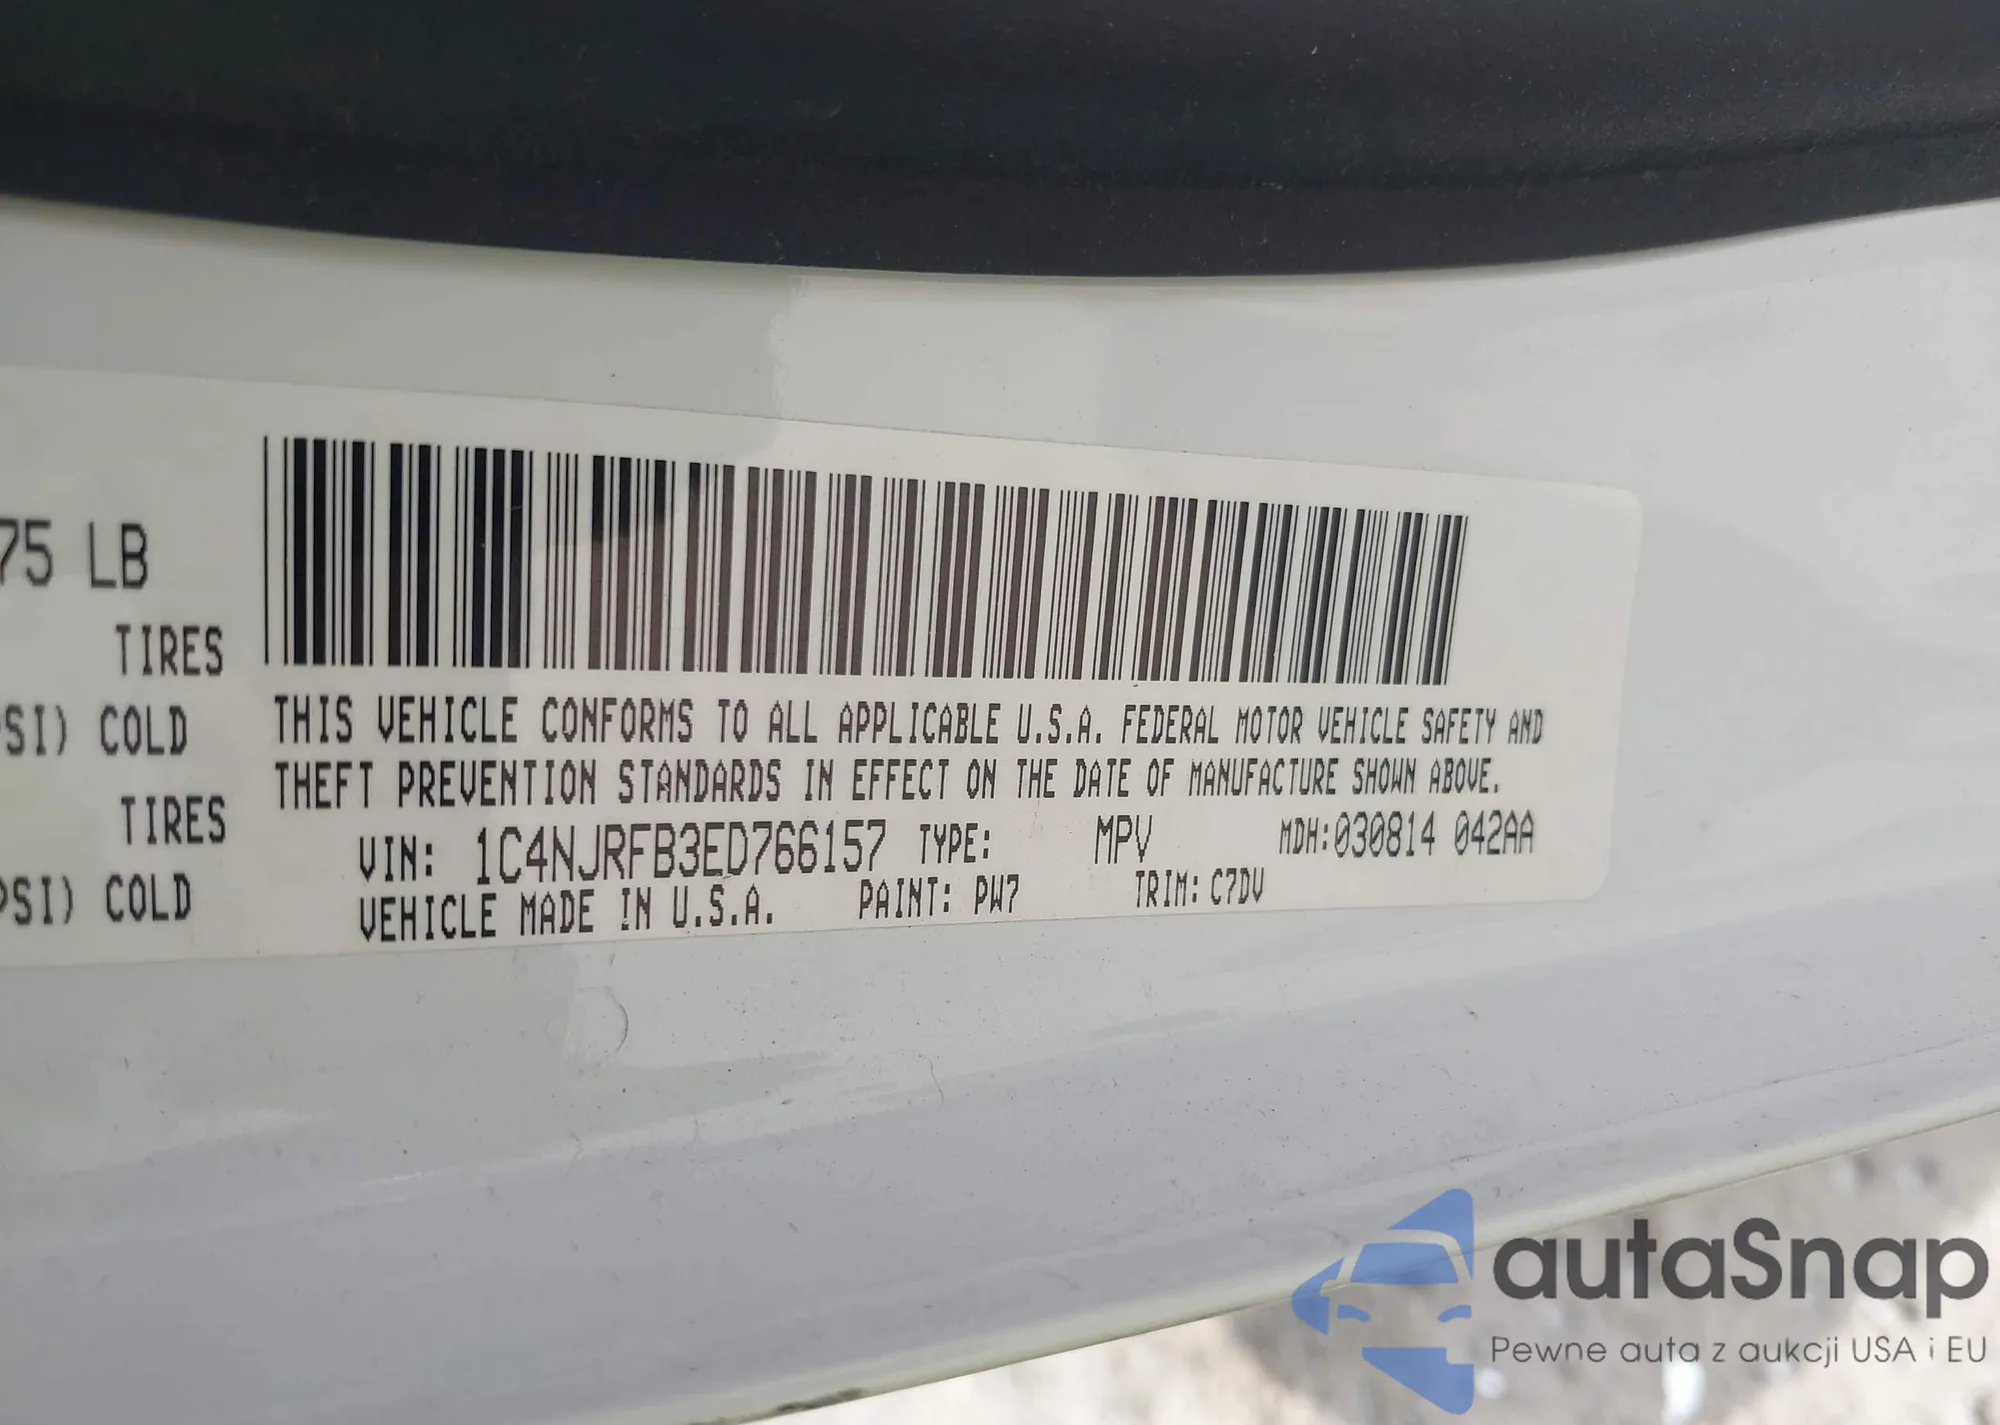 75 LB
TIRES
SI) COLD
TIRES
PSI) COLD
THIS VEHICLE CONFORMS TO ALL APPLICABLE U.S.A. FEDERAL MOTOR VEHICLE SAFETY AND
THEFT PREVENTION STANDARDS IN EFFECT ON THE DATE OF MANUFACTURE SHOWN ABOVE.
VIN: 1C4NJRFB3ED766157 TYPE: MPV MDH:030814 042AA
VEHICLE MADE IN U.S.A. PAINT: PW7 TRIM: C7DV
autaSnap
Pewne auta z aukcji USA i EU